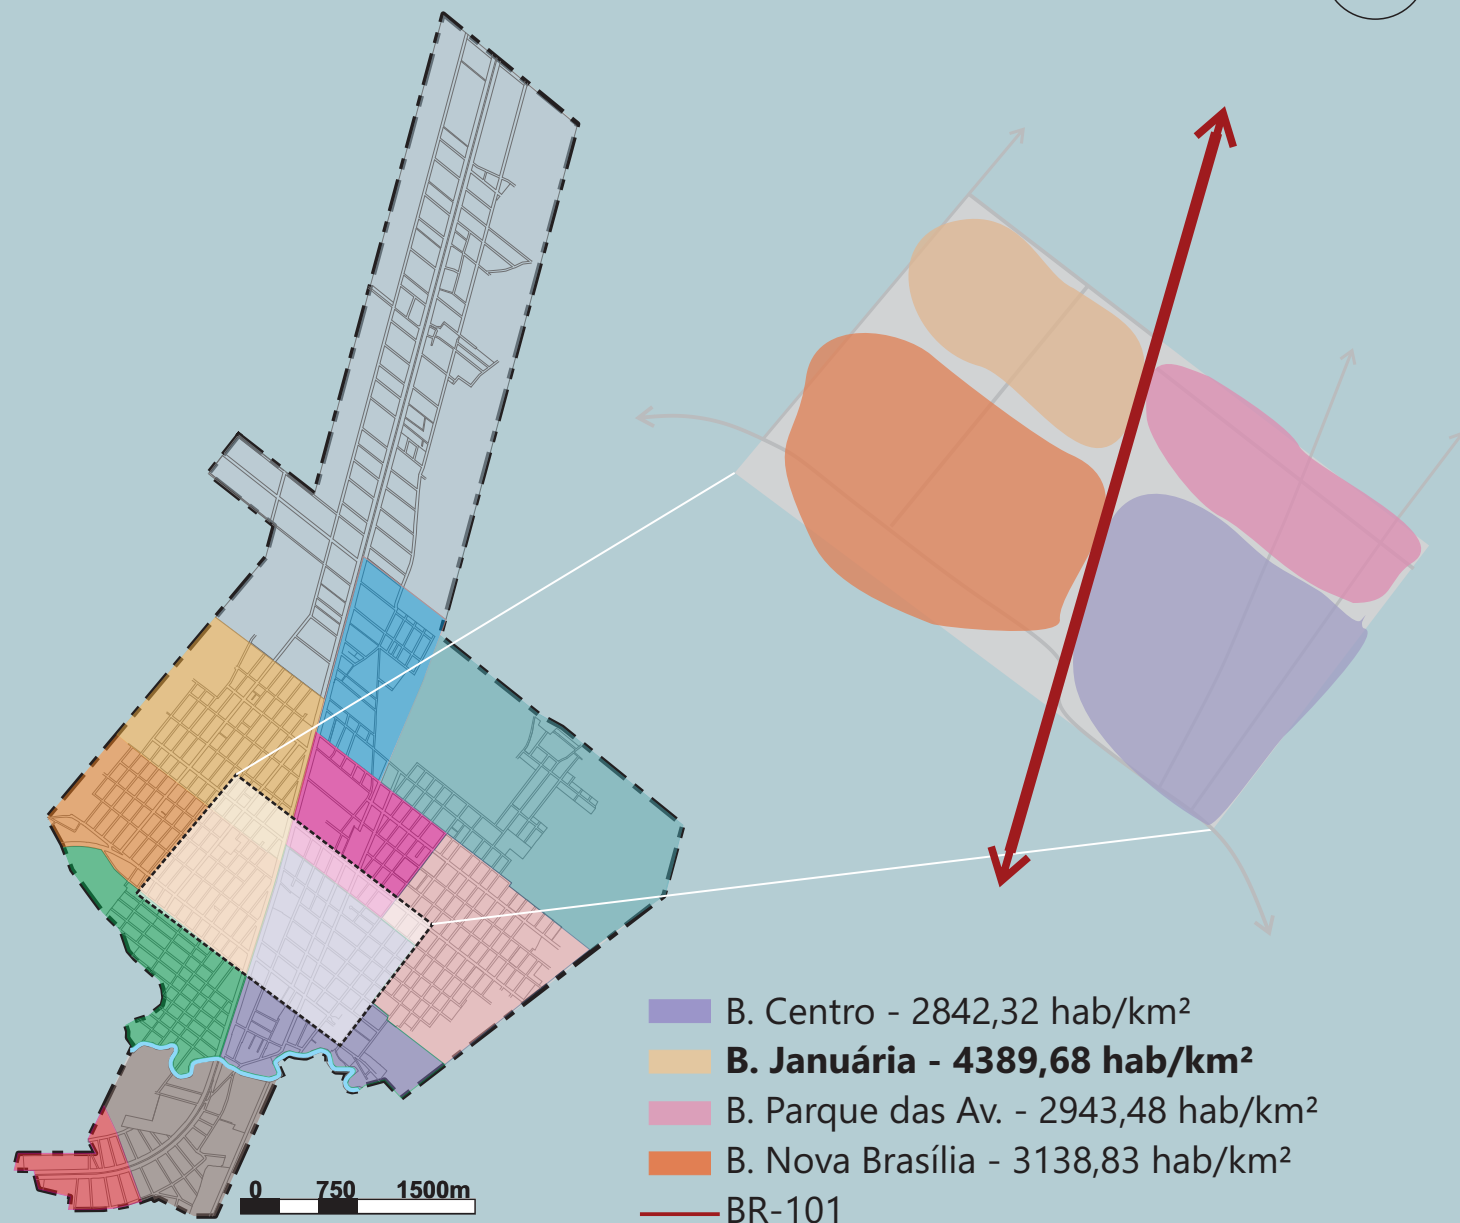 B. Centro - 2842,32 hab/km²
B. Januária - 4389,68 hab/km²
B. Parque das Av. - 2943,48 hab/km²
B. Nova Brasília - 3138,83 hab/km²
0 750 1500m
BR-101